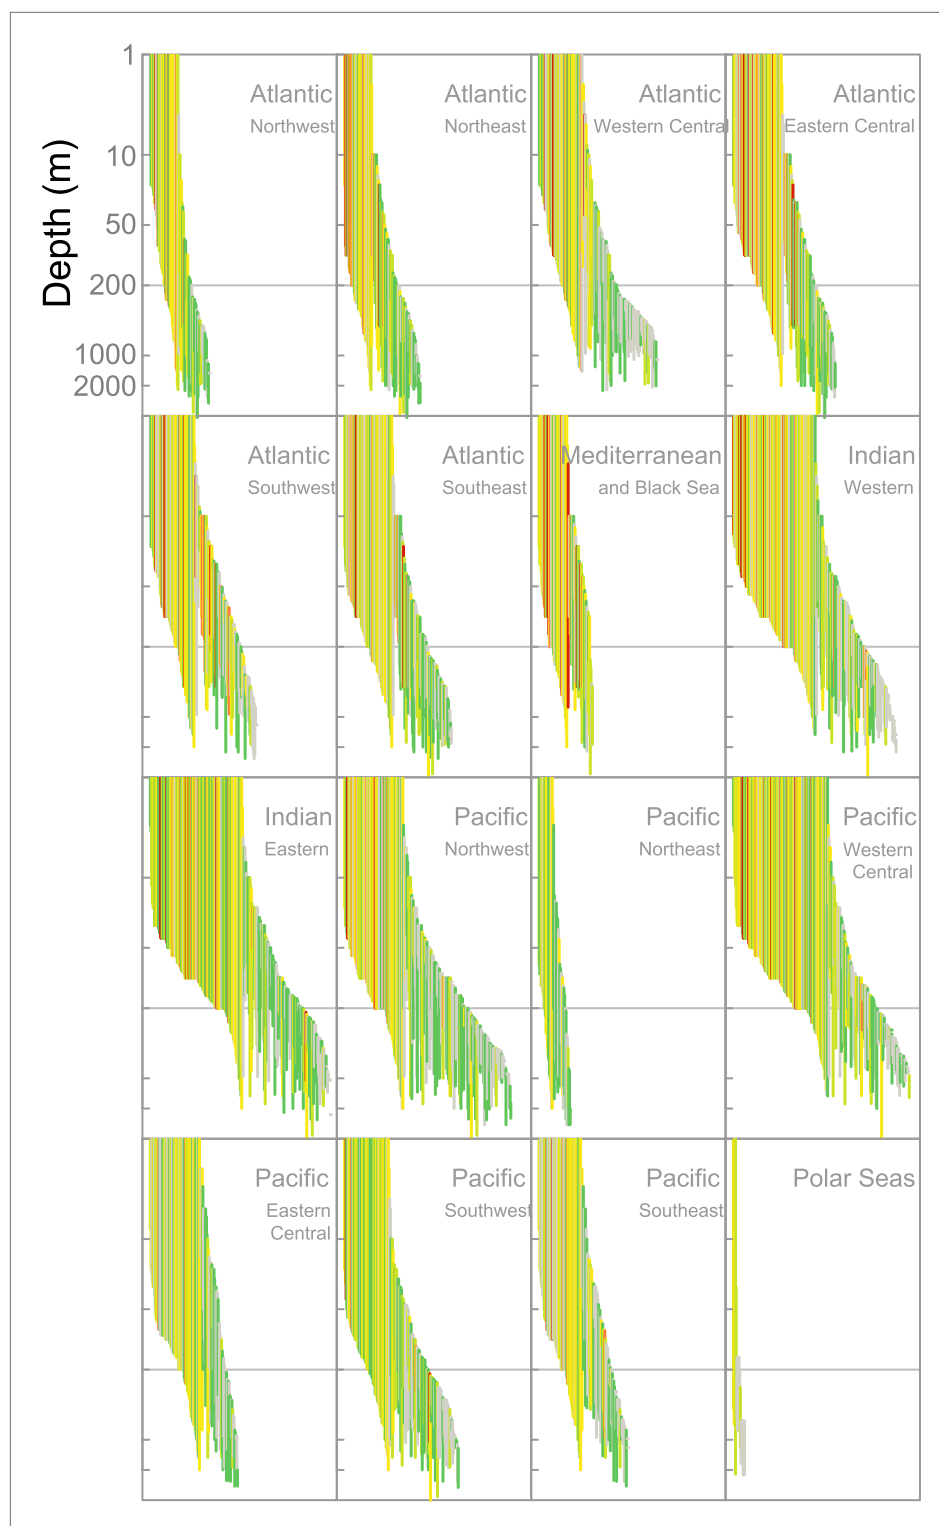 Depth (m)
1
10
50
200
1000
2000
Atlantic
Northwest
Atlantic
Northeast
Atlantic
Western Central
Atlantic
Eastern Central
Atlantic
Southwest
Atlantic
Southeast
Mediterranean
and Black Sea
Indian
Western
Indian
Eastern
Pacific
Northwest
Pacific
Northeast
Pacific
Western
Central
Pacific
Eastern
Central
Pacific
Southwest
Pacific
Southeast
Polar Seas